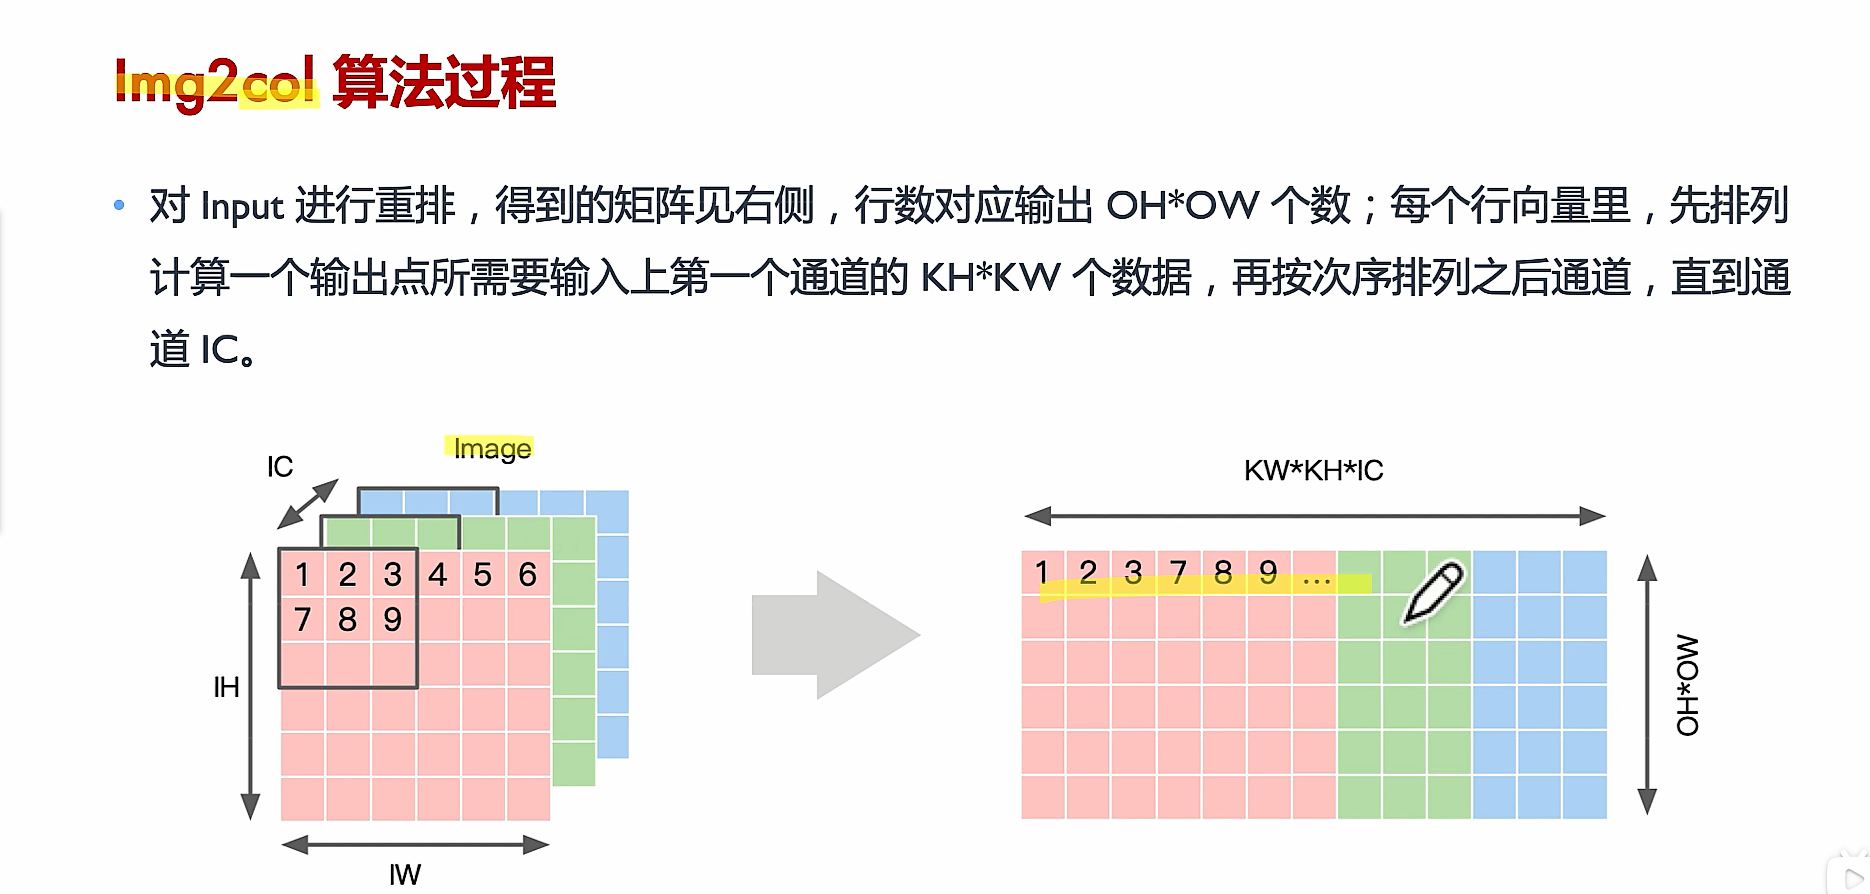 Img2col 算法过程
• 对 Input 进行重排，得到的矩阵见右侧，行数对应输出 OH*OW 个数；每个行向量里，先排列
计算一个输出点所需要输入上第一个通道的 KH*KW 个数据，再按次序排列之后通道，直到通
道 IC。
Image
IC
1 2 3 4 5 6
7 8 9
IH
IW
KW*KH*IC
1 2 3 7 8 9 ...
OH*OW